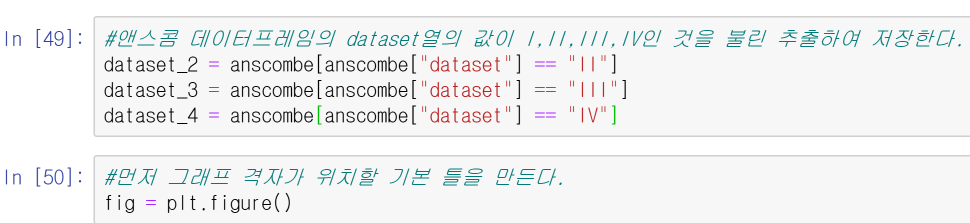 In [49]: #앤스콤 데이터프레임의 dataset열의 값이 I,II,III,IV인 것을 불린 추출하여 저장한다.
dataset_2 = anscombe[anscombe["dataset"] == "II"]
dataset_3 = anscombe[anscombe["dataset"] == "III"]
dataset_4 = anscombe[anscombe["dataset"] == "IV"]
In [50]: #먼저 그래프 격자가 위치할 기본 틀을 만든다.
fig = plt.figure()